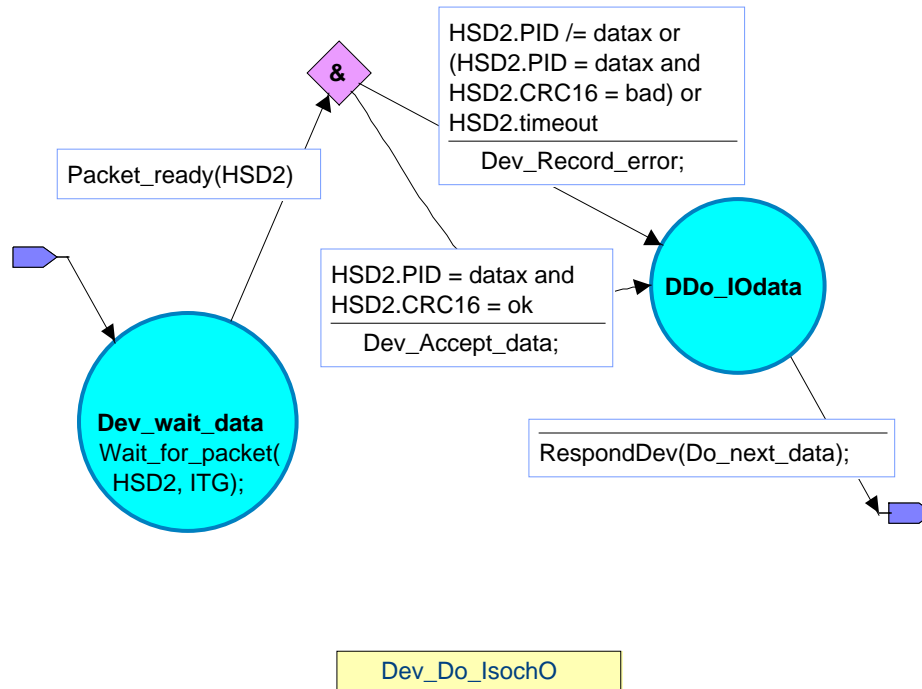 HSD2.PID /= datax or
(HSD2.PID = datax and
HSD2.CRC16 = bad) or
HSD2.timeout
Dev_Record_error;
&
Packet_ready(HSD2)
HSD2.PID = datax and
HSD2.CRC16 = ok
Dev_Accept_data;
DDo_IOdata
Dev_wait_data
Wait_for_packet(
HSD2, ITG);
RespondDev(Do_next_data);
Dev_Do_IsochO